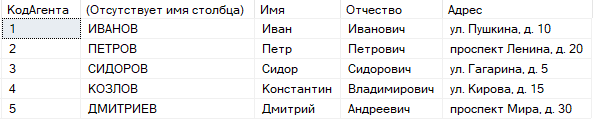 КодАгента (Отсутствует имя столбца) Имя Отчество Адрес
1 ИВАНОВ Иван Иванович ул. Пушкина, д. 10
2 ПЕТРОВ Петр Петрович проспект Ленина, д. 20
3 СИДОРОВ Сидор Сидорович ул. Гагарина, д. 5
4 КОЗЛОВ Константин Владимирович ул. Кирова, д. 15
5 ДМИТРИЕВ Дмитрий Андреевич проспект Мира, д. 30